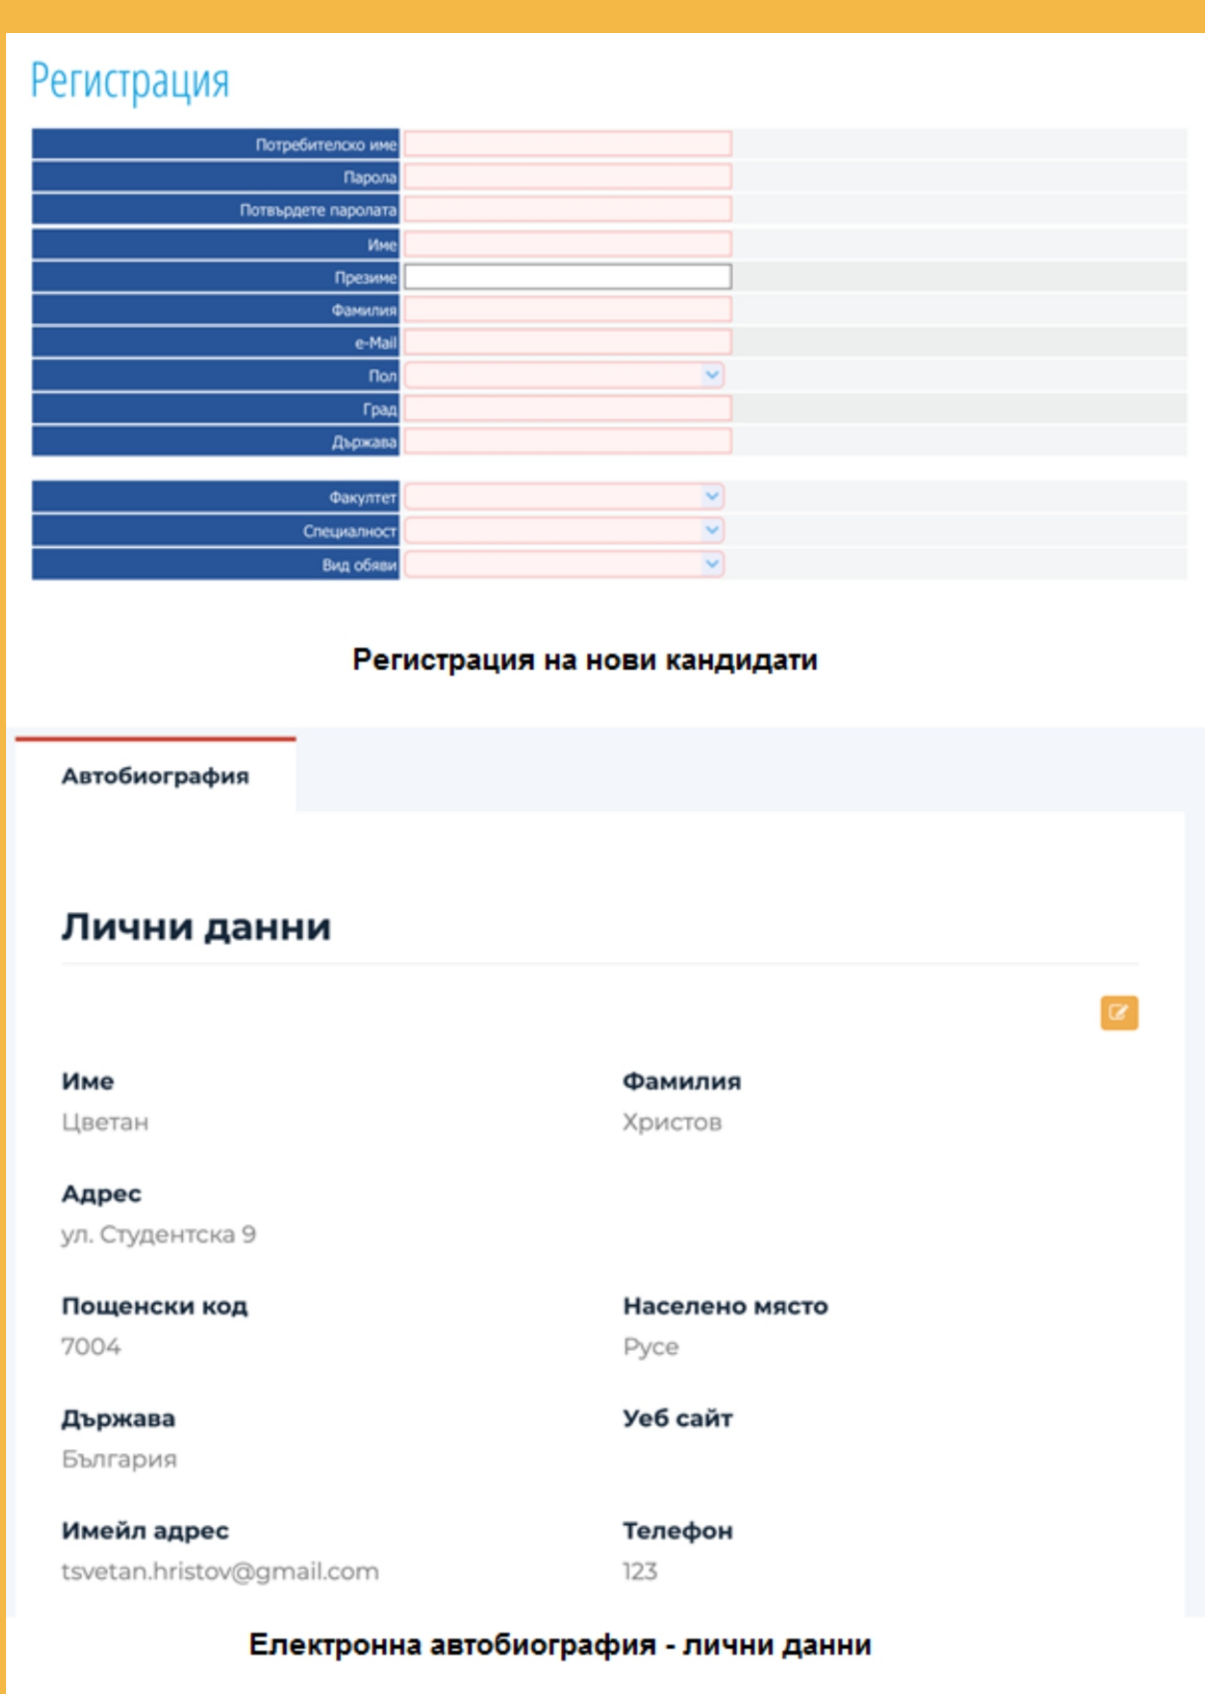 Регистрация
Потребителско име
Парола
Потвърдете паролата
Име
Презиме
Фамилия
e-Mail
Пол
Град
Държава
Факултет
Специалност
Вид обяви
Регистрация на нови кандидати
Автобиография
Лични данни
Име Фамилия
Цветан Христов
Адрес
ул. Студентска 9
Пощенски код Населено място
7004 Русе
Държава Уеб сайт
България
Имейл адрес Телефон
tsvetan.hristov@gmail.com 123
Електронна автобиография - лични данни